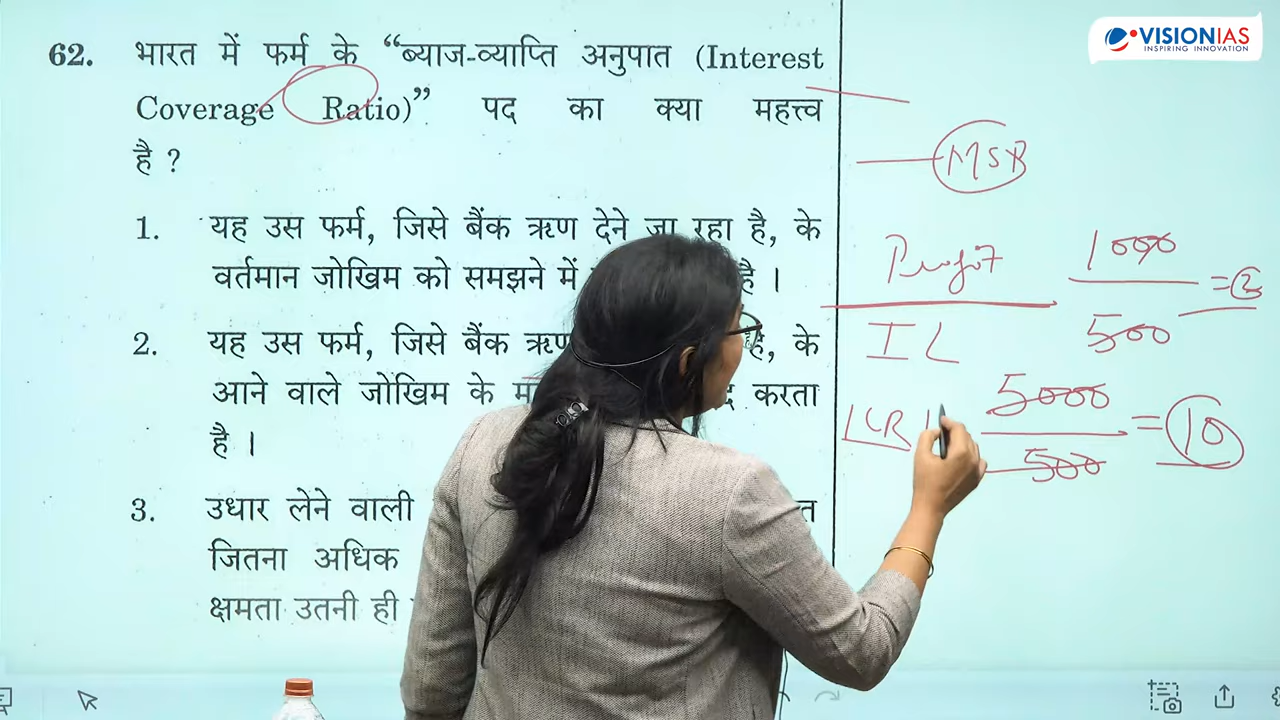 VISIONIAS
INSPIRING INNOVATION
62. भारत में फर्म के “ब्याज-व्याप्ति अनुपात (Interest
Coverage Ratio)” पद का क्या महत्त्व
है ?
1. यह उस फर्म, जिसे बैंक ऋण देने जा रहा है, के
वर्तमान जोखिम को समझने में है ।
2. यह उस फर्म, जिसे बैंक ऋण है, के
आने वाले जोखिम के करता
है ।
3. उधार लेने वाली
जितना अधिक
क्षमता उतनी ही
MSB
Profit
IL
1000
500
= 2
ICR
5000
500
= 10